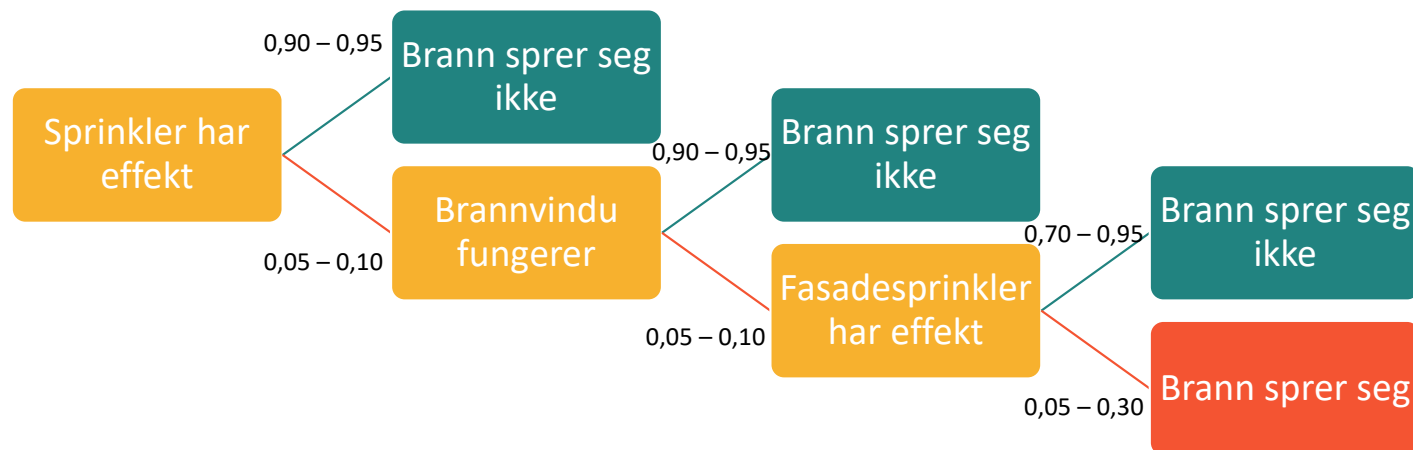 0,90 – 0,95
Brann sprer seg
ikke
Sprinkler har
effekt
0,05 – 0,10
Brannvindu
fungerer
0,90 – 0,95
Brann sprer seg
ikke
0,05 – 0,10
Fasadesprinkler
har effekt
0,70 – 0,95
Brann sprer seg
ikke
0,05 – 0,30
Brann sprer seg